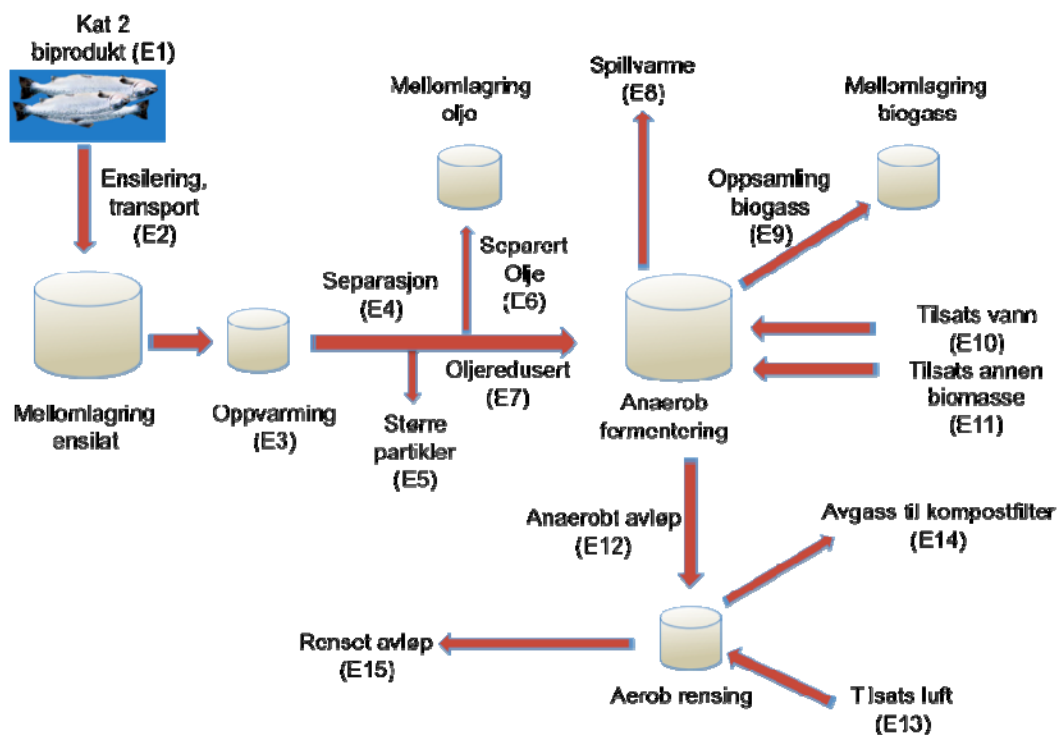 Kat 2
biprodukt (E1)
Ensilering,
transport
(E2)
Mellomlagring
ensilat
Oppvarming
(E3)
Separasjon
(E4)
Større
partikler
(E5)
Mellomlagring
olje
Separert
Olje
(E6)
Oljeredusert
(E7)
Spillvarme
(E8)
Oppsamling
biogass
(E9)
Mellomlagring
biogass
Tilsats vann
(E10)
Tilsats annen
biomasse
(E11)
Anaerob
fermentering
Anaerobt avløp
(E12)
Avgass til kompostfilter
(E14)
Renset avløp
(E15)
Aerob rensing
Tilsats luft
(E13)